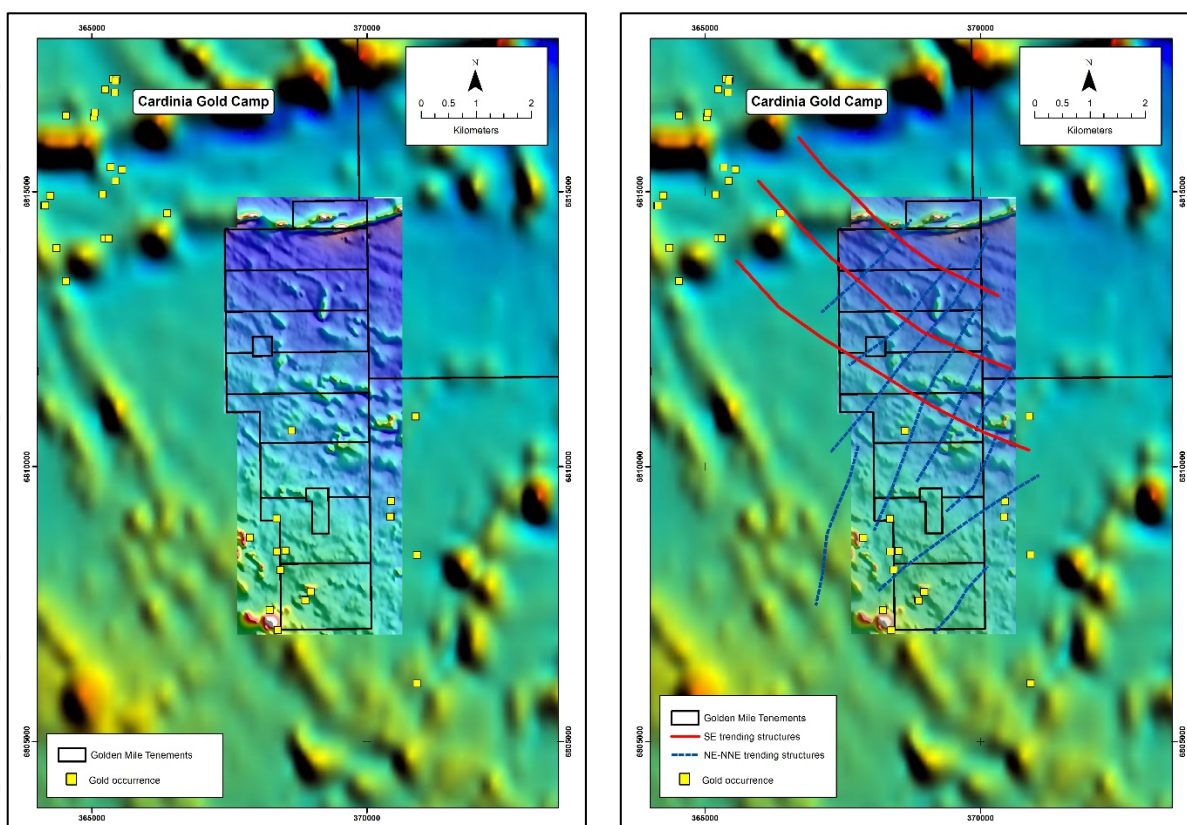 365000
370000
N
Cardinia Gold Camp
0 0.5 1 2
Kilometers
6815000
6815000
6810000
6810000
6805000
6805000
Golden Mile Tenements
Gold occurrence
365000
370000
365000
370000
N
Cardinia Gold Camp
0 0.5 1 2
Kilometers
6815000
6815000
6810000
6810000
6805000
6805000
Golden Mile Tenements
SE trending structures
NE-NNE trending structures
Gold occurrence
365000
370000